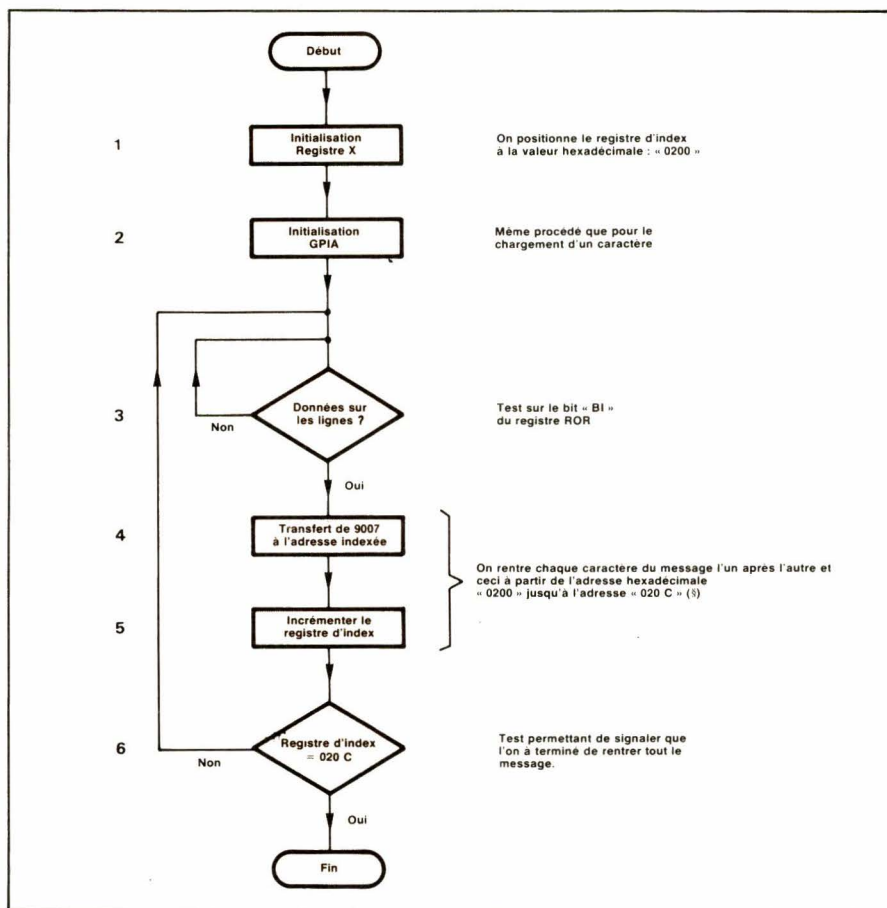 Début
1
Initialisation
Registre X
On positionne le registre d'index
à la valeur hexadécimale : « 0200 »
2
Initialisation
GPIA
Même procédé que pour le
chargement d'un caractère
3
Données sur
les lignes ?
Non
Test sur le bit « BI »
du registre ROR
Oui
4
Transfert de 9007
à l'adresse indexée
On rentre chaque caractère du message l'un après l'autre et
ceci à partir de l'adresse hexadécimale
« 0200 » jusqu'à l'adresse « 020 C » (§)
5
Incrémenter le
registre d'index
6
Registre d'index
= 020 C
Non
Test permettant de signaler que
l'on à terminé de rentrer tout le
message.
Oui
Fin